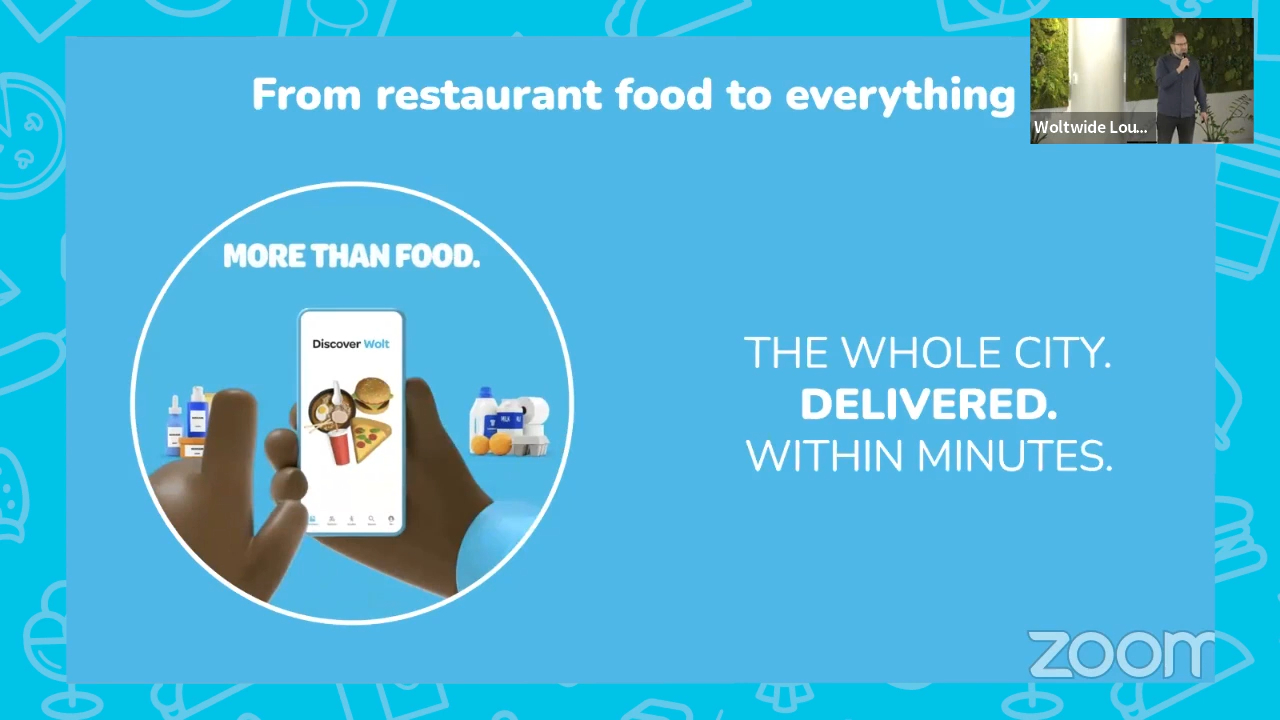 From restaurant food to everything
Woltwide Lou...
MORE THAN FOOD.
Discover Wolt
MILK
THE WHOLE CITY.
DELIVERED.
WITHIN MINUTES.
zoom